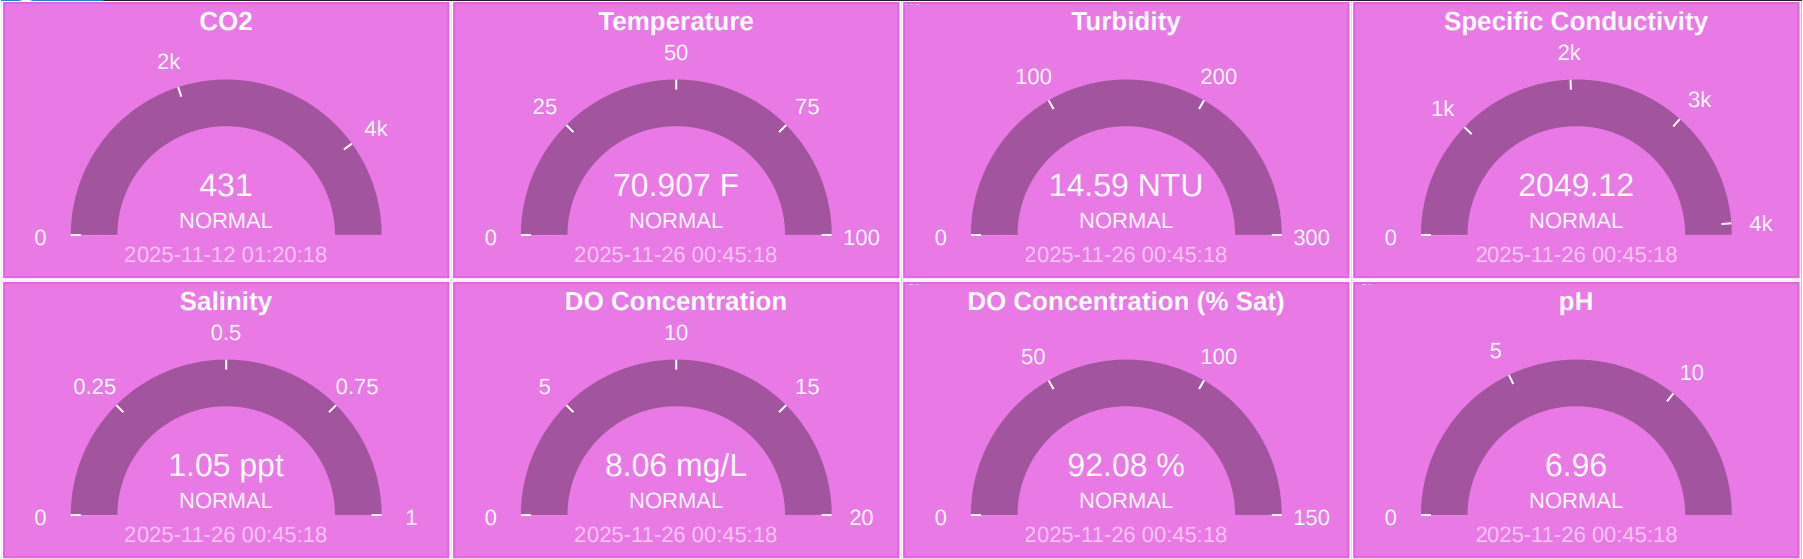 CO2
2k
4k
431
NORMAL
0
2025-11-12 01:20:18
Temperature
50
25
75
70.907 F
NORMAL
0
100
2025-11-26 00:45:18
Turbidity
100
200
14.59 NTU
NORMAL
0
300
2025-11-26 00:45:18
Specific Conductivity
2k
1k
3k
2049.12
NORMAL
0
4k
2025-11-26 00:45:18
Salinity
0.5
0.25
0.75
1.05 ppt
NORMAL
0
1
2025-11-26 00:45:18
DO Concentration
10
5
15
8.06 mg/L
NORMAL
0
20
2025-11-26 00:45:18
DO Concentration (% Sat)
50
100
92.08 %
NORMAL
0
150
2025-11-26 00:45:18
pH
5
10
6.96
NORMAL
0
2025-11-26 00:45:18